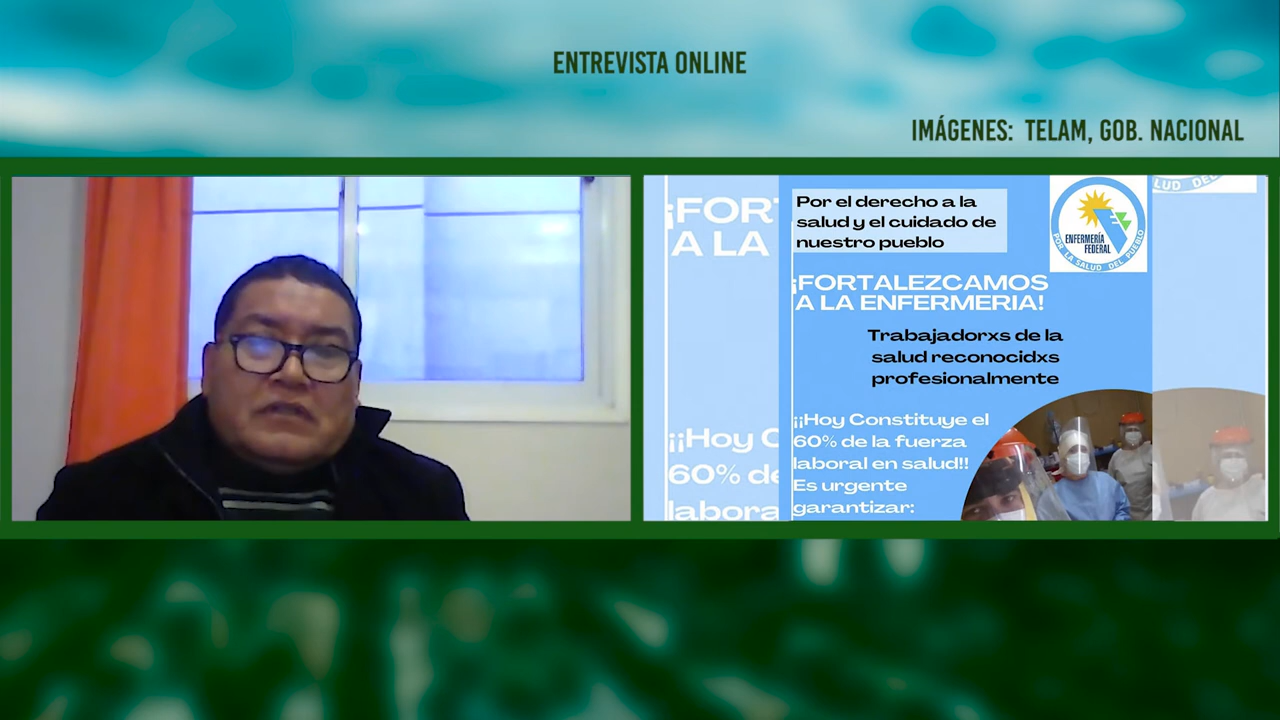 ENTREVISTA ONLINE
IMÁGENES: TELAM, GOB. NACIONAL
¡FORT
A LA
¡¡Hoy C
60% de
labora
Por el derecho a la
salud y el cuidado de
nuestro pueblo
ENFERMERÍA
FEDERAL
POR LA SALUD DEL PUEBLO
LUD DEL
¡FORTALEZCAMOS
A LA ENFERMERIA!
Trabajadorxs de la
salud reconocidxs
profesionalmente
¡¡Hoy Constituye el
60% de la fuerza
laboral en salud!!
Es urgente
garantizar: